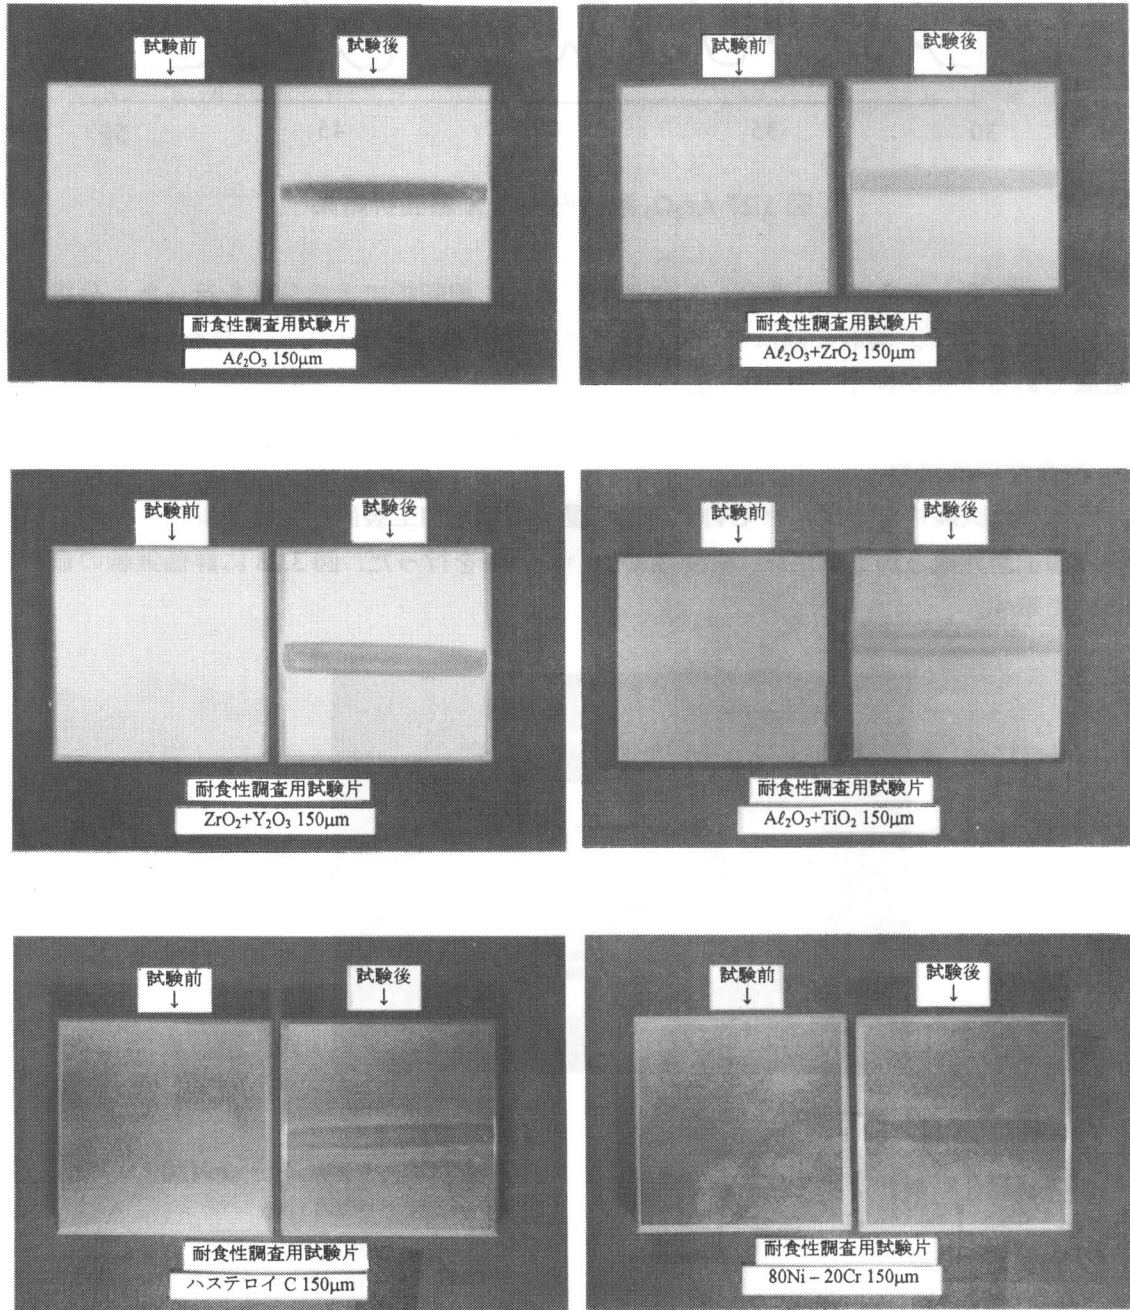 試験前
↓
試験後
↓
耐食性調査用試験片
Aℓ₂O₃ 150μm
試験前
↓
試験後
↓
耐食性調査用試験片
Aℓ₂O₃+ZrO₂ 150μm
試験前
↓
試験後
↓
耐食性調査用試験片
ZrO₂+Y₂O₃ 150μm
試験前
↓
試験後
↓
耐食性調査用試験片
Aℓ₂O₃+TiO₂ 150μm
試験前
↓
試験後
↓
耐食性調査用試験片
ハステロイ C 150μm
試験前
↓
試験後
↓
耐食性調査用試験片
80Ni – 20Cr 150μm